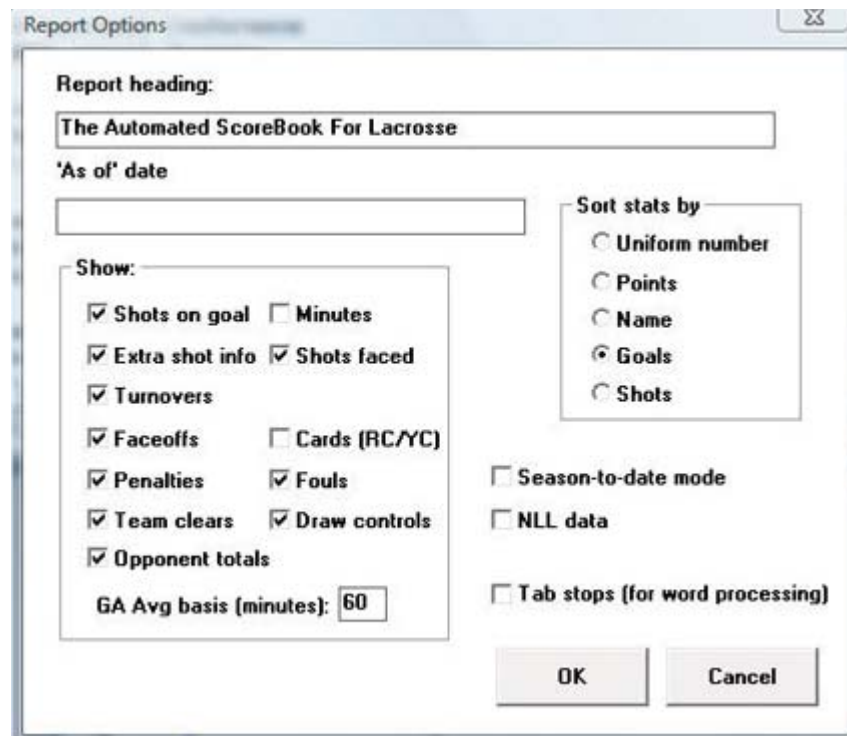 Report Options
Report heading:
The Automated ScoreBook For Lacrosse
'As of' date
Sort stats by
Uniform number
Points
Name
Goals
Shots
Show:
Shots on goal Minutes
Extra shot info Shots faced
Turnovers
Faceoffs Cards (RC/YC)
Penalties Fouls
Team clears Draw controls
Opponent totals
GA Avg basis (minutes): 60
Season-to-date mode
NLL data
Tab stops (for word processing)
OK Cancel